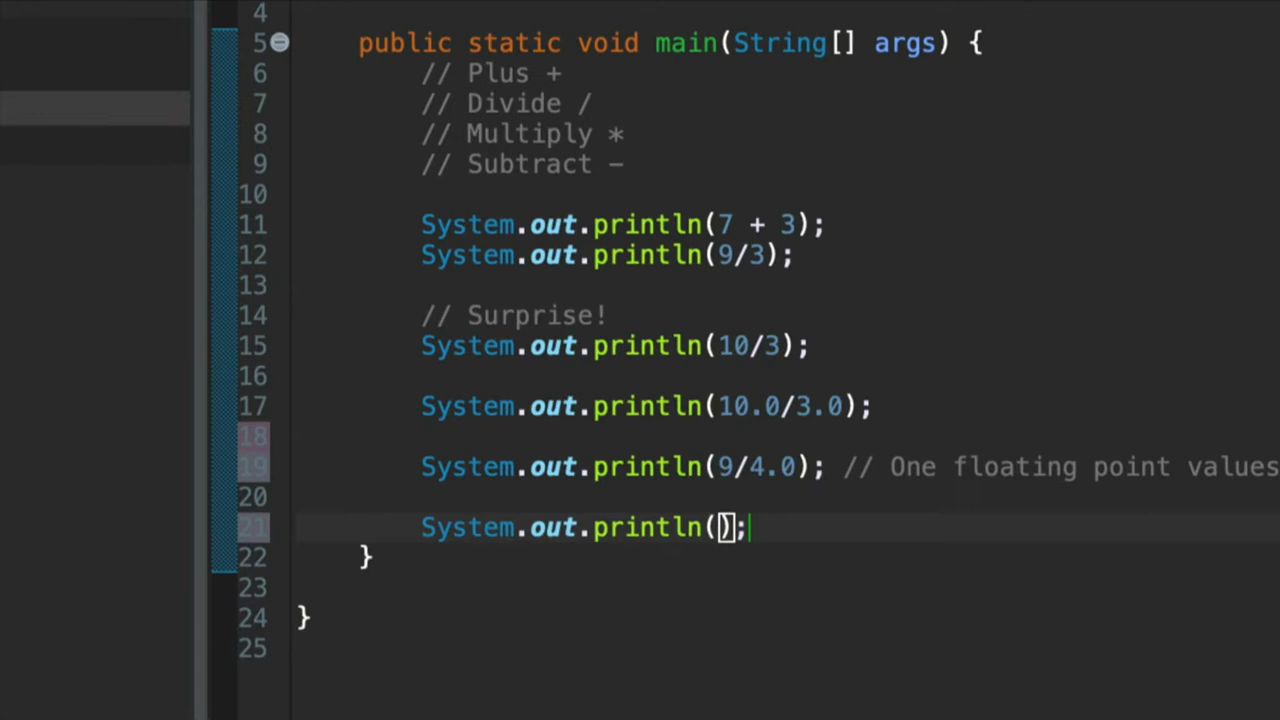 4
5 public static void main(String[] args) {
6 // Plus +
7 // Divide /
8 // Multiply *
9 // Subtract -
10
11 System.out.println(7 + 3);
12 System.out.println(9/3);
13
14 // Surprise!
15 System.out.println(10/3);
16
17 System.out.println(10.0/3.0);
18
19 System.out.println(9/4.0); // One floating point values
20
21 System.out.println();
22 }
23
24 }
25